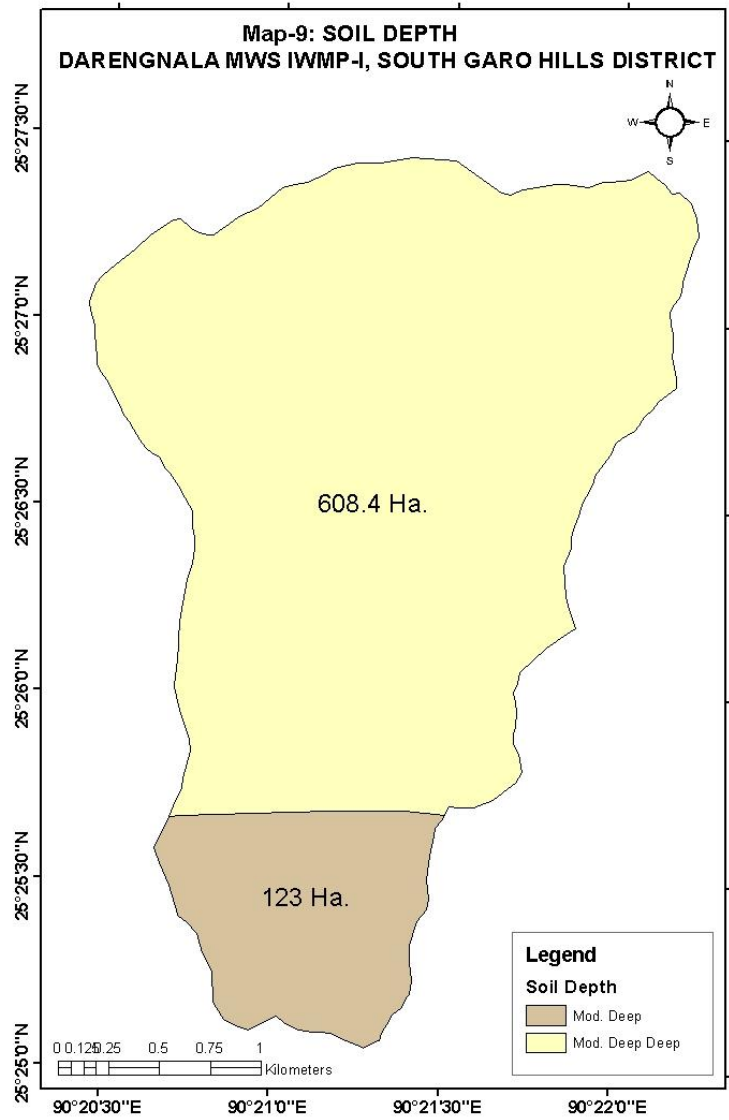 Map-9: SOIL DEPTH
DARENGNALA MWS IWMP-I, SOUTH GARO HILLS DISTRICT
N
W E
S
25°27'30"N
25°27'0"N
25°26'30"N
25°26'0"N
25°25'30"N
25°25'0"N
608.4 Ha.
123 Ha.
Legend
Soil Depth
Mod. Deep
Mod. Deep Deep
0 0.125 0.25 0.5 0.75 1
Kilometers
90°20'30"E 90°21'0"E 90°21'30"E 90°22'0"E